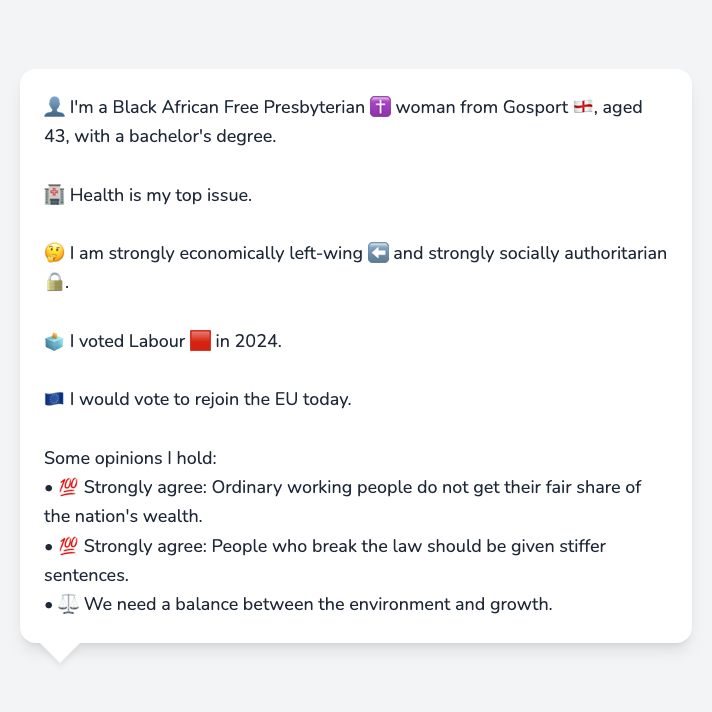 👤 I'm a Black African Free Presbyterian ✝️ woman from Gosport 🏴󠁧󠁢󠁥󠁮󠁧󠁿, aged
43, with a bachelor's degree.
🏥 Health is my top issue.
🤔 I am strongly economically left-wing ⬅️ and strongly socially authoritarian
🔒.
🗳️ I voted Labour 🟥 in 2024.
🇪🇺 I would vote to rejoin the EU today.
Some opinions I hold:
• 💯 Strongly agree: Ordinary working people do not get their fair share of
the nation's wealth.
• 💯 Strongly agree: People who break the law should be given stiffer
sentences.
• ⚖️ We need a balance between the environment and growth.